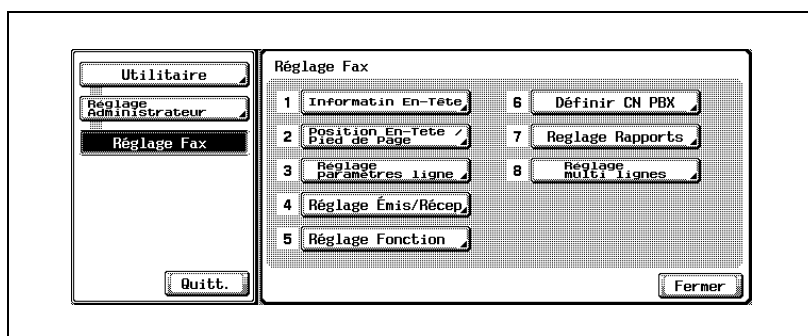 Utilitaire
Réglage
Administrateur
Réglage Fax
Quitt.
Réglage Fax
1 Informatin En-Tête
2 Position En-Tete /
Pied de Page
3 Réglage
paramètres ligne
4 Réglage Émis/Récep
5 Réglage Fonction
6 Définir CN PBX
7 Reglage Rapports
8 Réglage
multi lignes
Fermer